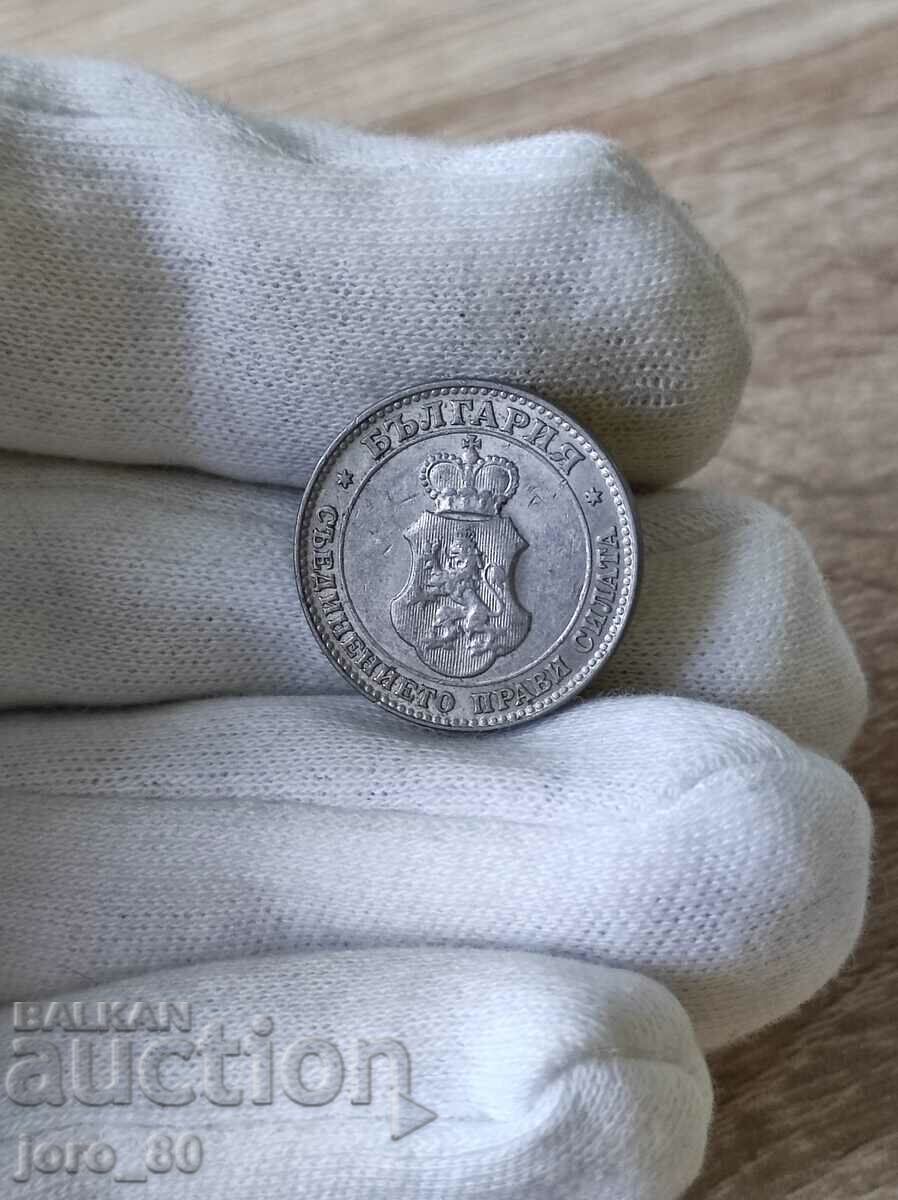 * БЪЛГАРИЯ *
СЪЕДИНЕНИЕТО ПРАВИ СИЛАТА
BALKAN
auction
joro_80